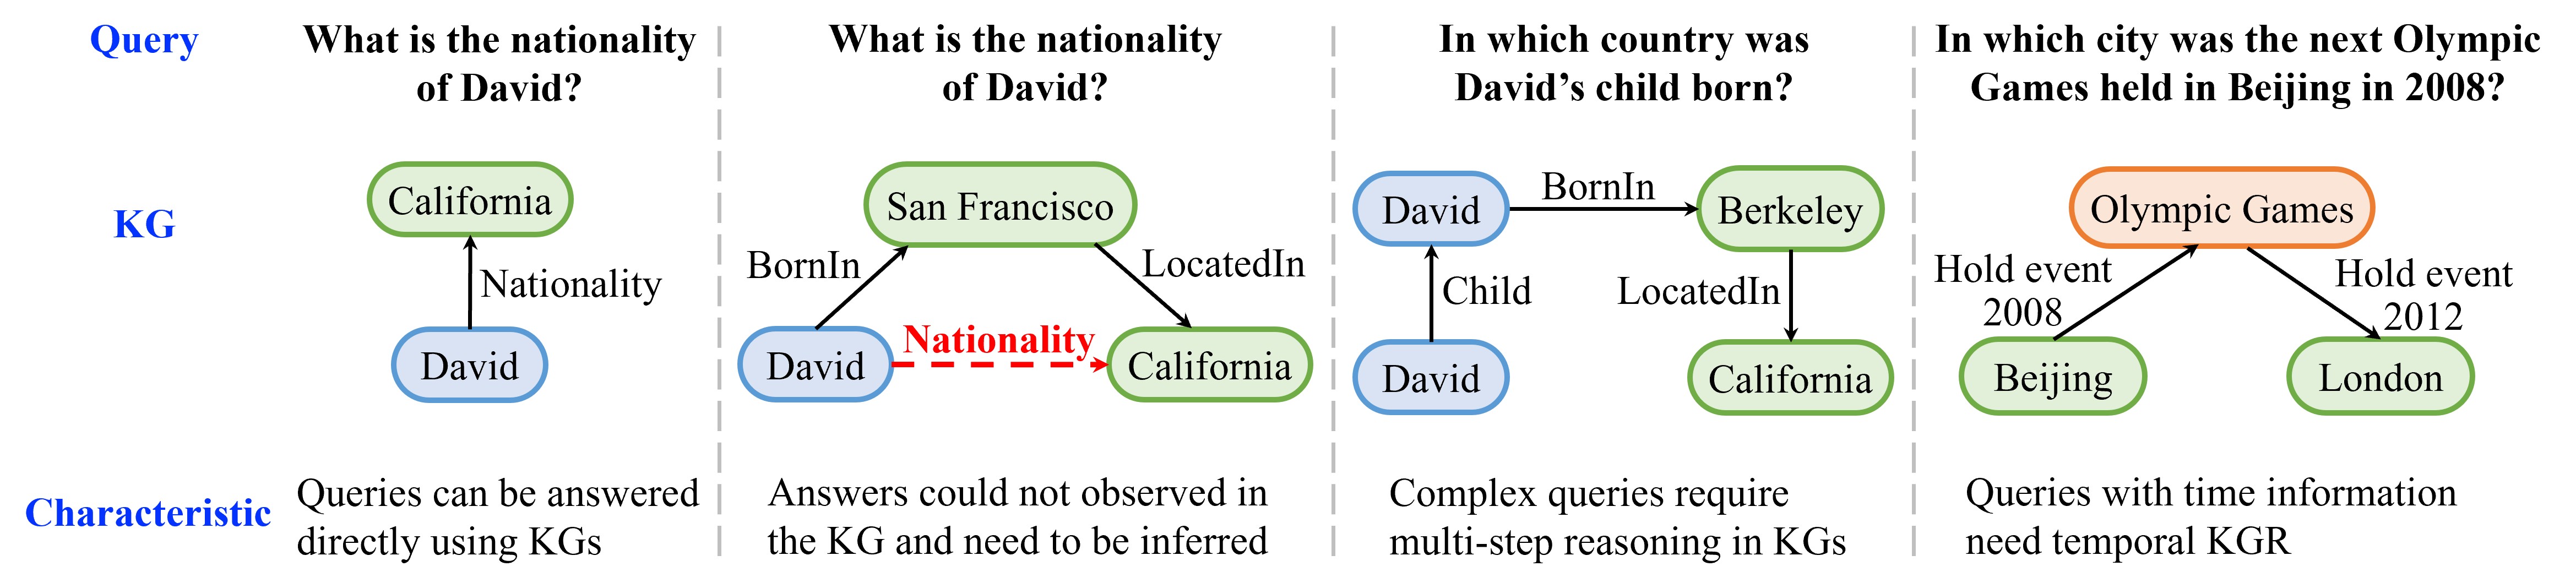 Query
What is the nationality
of David?
What is the nationality
of David?
In which country was
David's child born?
In which city was the next Olympic
Games held in Beijing in 2008?
KG
California
Nationality
David
San Francisco
BornIn
LocatedIn
Nationality
David
California
David
BornIn
Berkeley
Child
LocatedIn
David
California
Olympic Games
Hold event
2008
Hold event
2012
Beijing
London
Characteristic
Queries can be answered
directly using KGs
Answers could not observed in
the KG and need to be inferred
Complex queries require
multi-step reasoning in KGs
Queries with time information
need temporal KGR